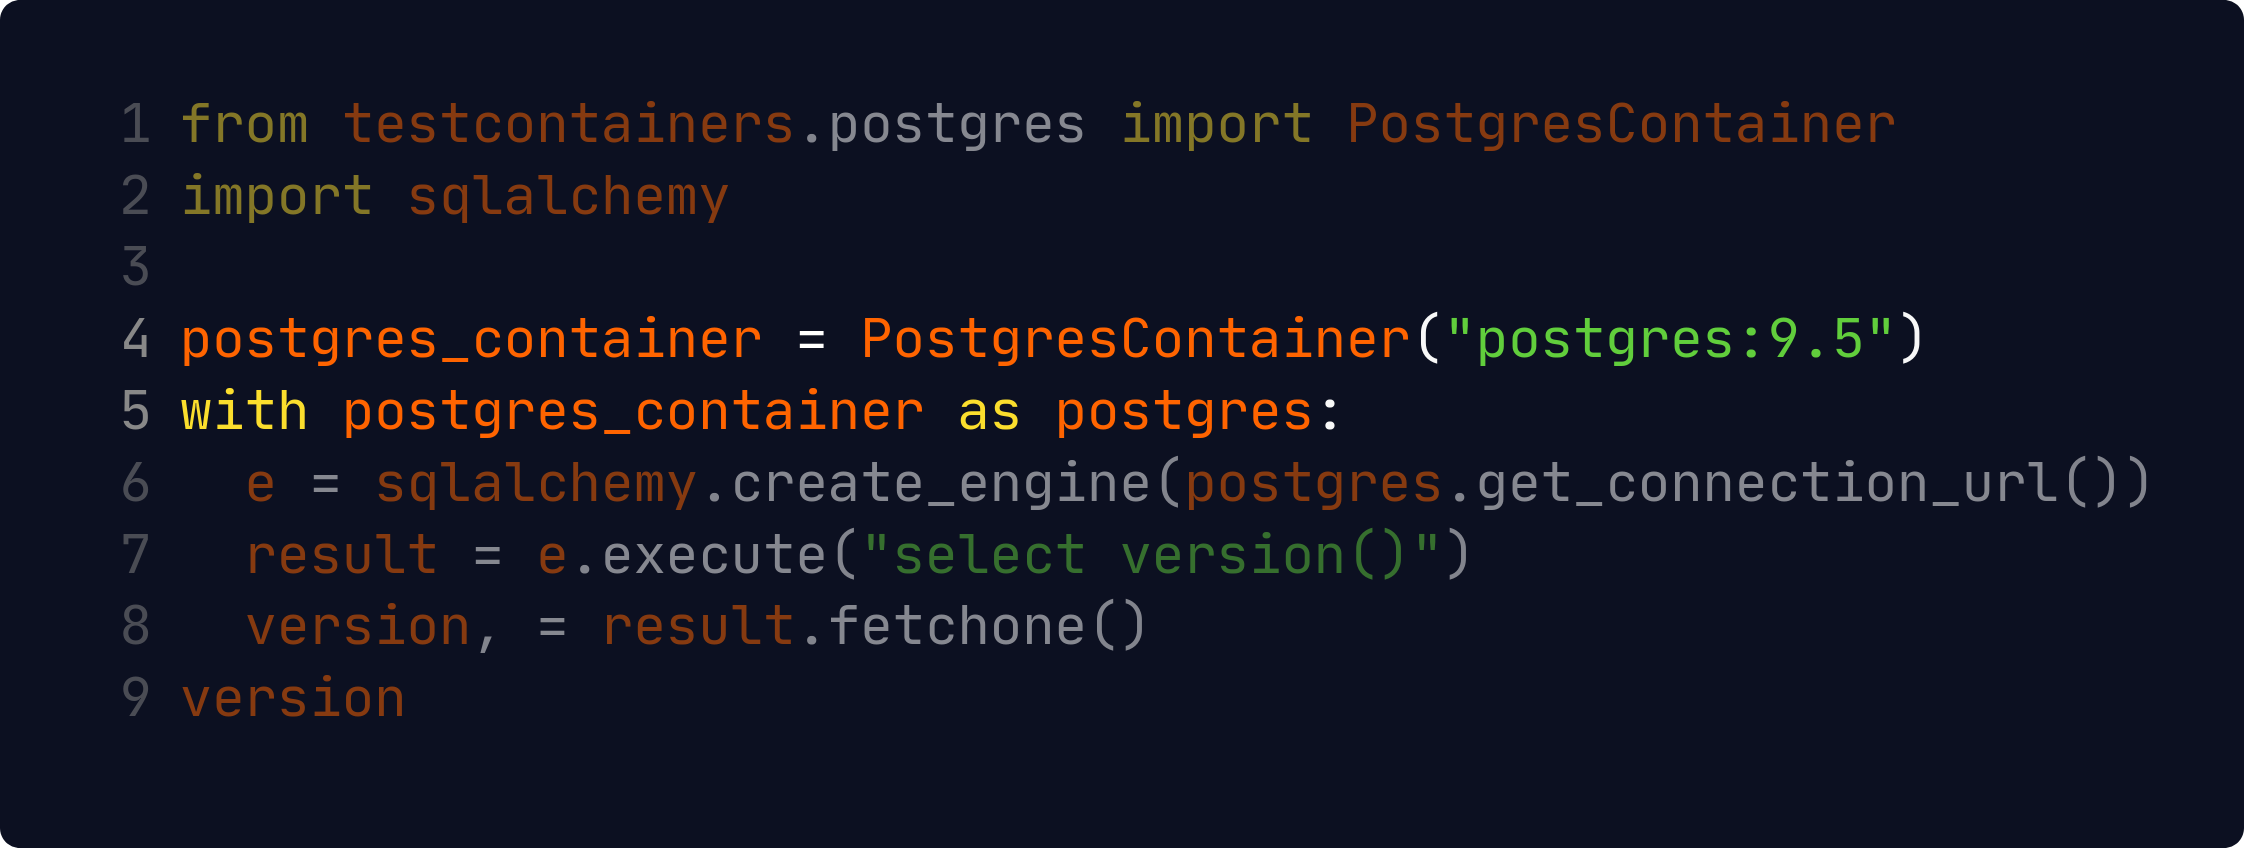 1 from testcontainers.postgres import PostgresContainer
2 import sqlalchemy
3
4 postgres_container = PostgresContainer("postgres:9.5")
5 with postgres_container as postgres:
6   e = sqlalchemy.create_engine(postgres.get_connection_url())
7   result = e.execute("select version()")
8   version, = result.fetchone()
9 version